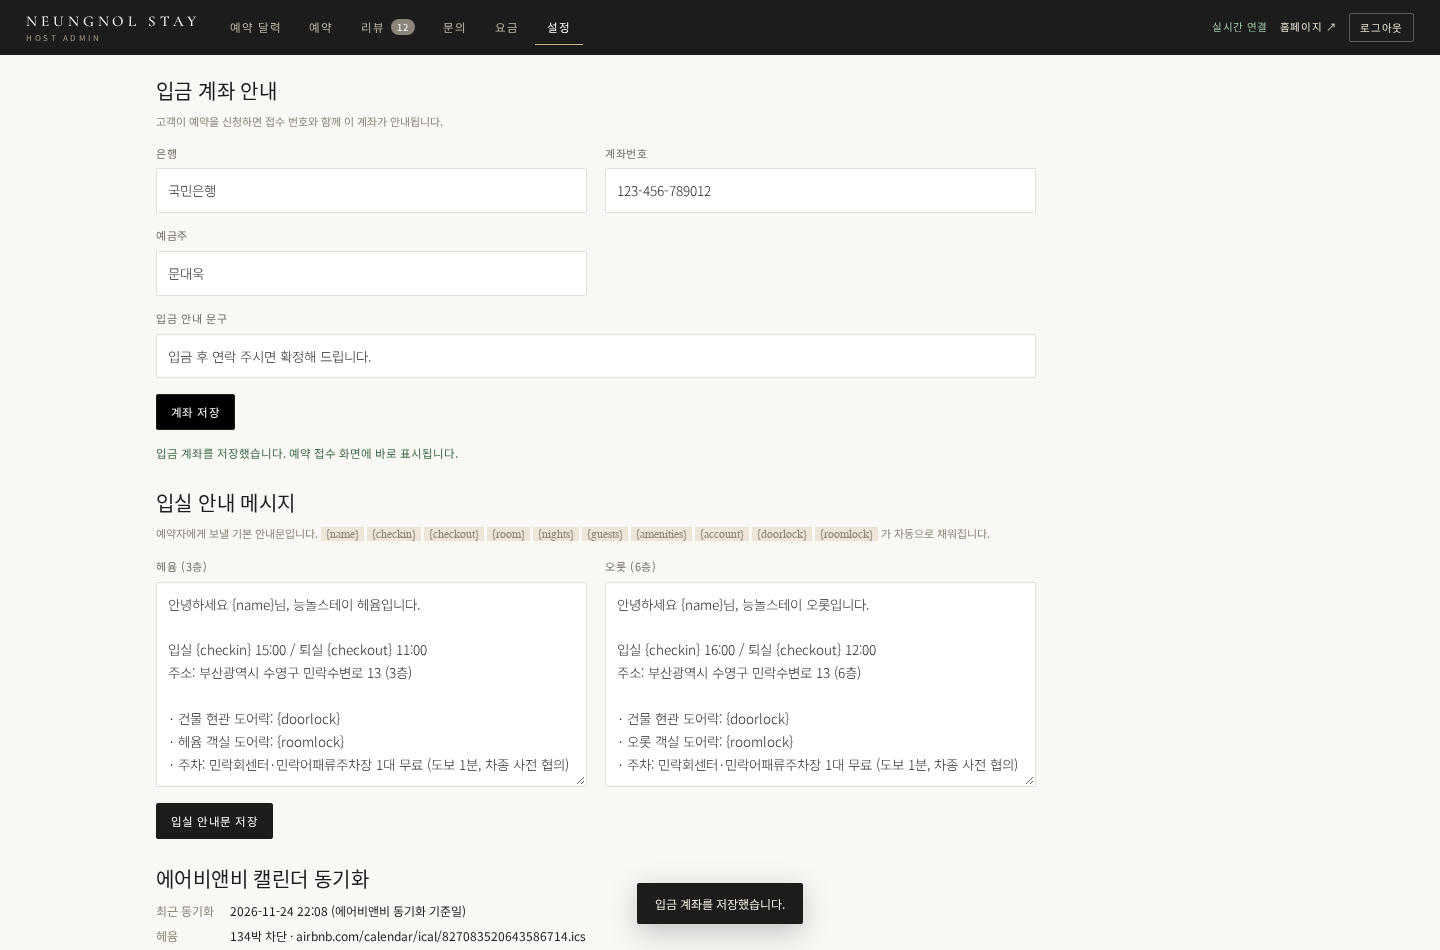 NEUNGNOL STAY
HOST ADMIN
예약 달력
예약
리뷰 12
문의
요금
설정
실시간 연결
홈페이지 ↗
로그아웃
입금 계좌 안내
고객이 예약을 신청하면 접수 번호와 함께 이 계좌가 안내됩니다.
은행
계좌번호
국민은행
123-456-789012
예금주
문대욱
입금 안내 문구
입금 후 연락 주시면 확정해 드립니다.
계좌 저장
입금 계좌를 저장했습니다. 예약 접수 화면에 바로 표시됩니다.
입실 안내 메시지
예약자에게 보낼 기본 안내문입니다. {name} {checkin} {checkout} {room} {nights} {guests} {amenities} {account} {doorlock} {roomlock} 가 자동으로 채워집니다.
헤윰 (3층)
안녕하세요 {name}님, 능놀스테이 헤윰입니다.
입실 {checkin} 15:00 / 퇴실 {checkout} 11:00
주소: 부산광역시 수영구 민락수변로 13 (3층)
· 건물 현관 도어락: {doorlock}
· 헤윰 객실 도어락: {roomlock}
· 주차: 민락회센터·민락어패류주차장 1대 무료 (도보 1분, 차종 사전 협의)
오롯 (6층)
안녕하세요 {name}님, 능놀스테이 오롯입니다.
입실 {checkin} 16:00 / 퇴실 {checkout} 12:00
주소: 부산광역시 수영구 민락수변로 13 (6층)
· 건물 현관 도어락: {doorlock}
· 오롯 객실 도어락: {roomlock}
· 주차: 민락회센터·민락어패류주차장 1대 무료 (도보 1분, 차종 사전 협의)
입실 안내문 저장
에어비앤비 캘린더 동기화
최근 동기화 2026-11-24 22:08 (에어비앤비 동기화 기준일)
헤윰 134박 차단 · airbnb.com/calendar/ical/827083520643586714.ics
입금 계좌를 저장했습니다.